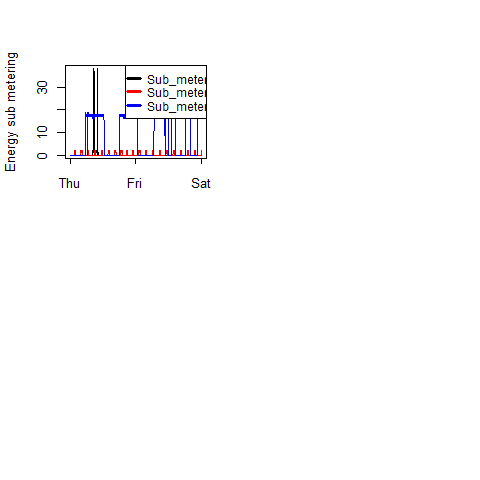 Energy sub metering
30
10
0
Sub_meter
Sub_meter
Sub_meter
Thu Fri Sat